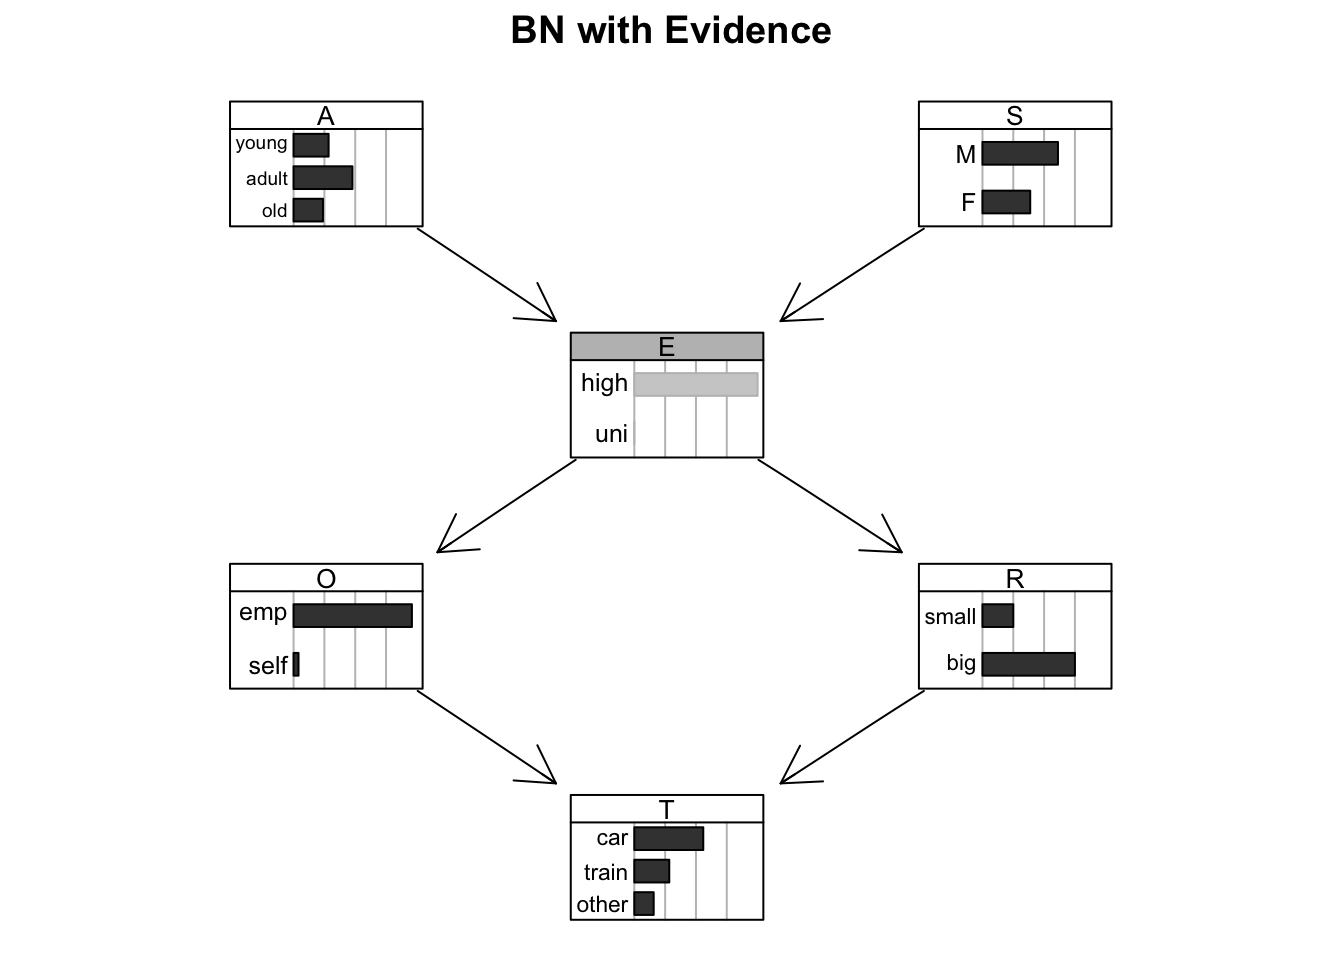 BN with Evidence
A
young
adult
old
S
M
F
E
high
uni
O
emp
self
R
small
big
T
car
train
other